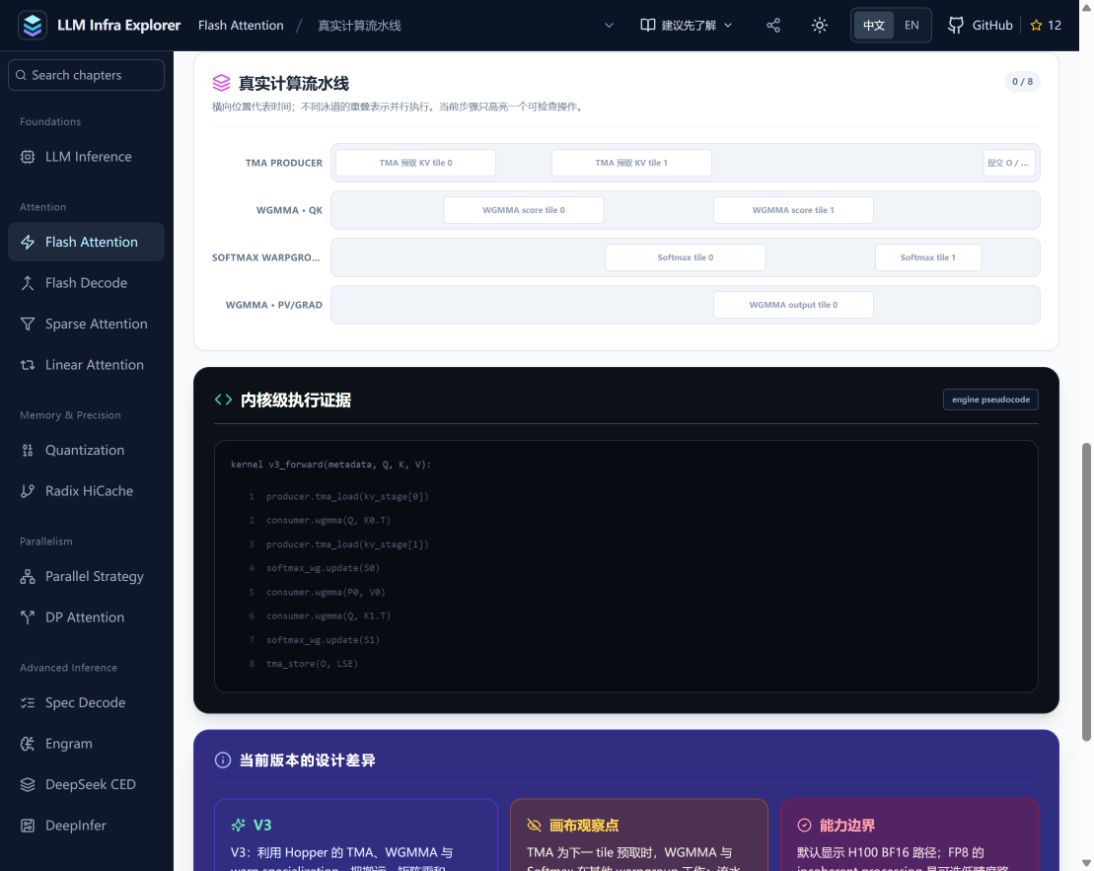 LLM Infra Explorer
Flash Attention / 真实计算流水线
建议先了解
中文 EN
GitHub
12
Search chapters
Foundations
LLM Inference
Attention
Flash Attention
Flash Decode
Sparse Attention
Linear Attention
Memory & Precision
Quantization
Radix HiCache
Parallelism
Parallel Strategy
DP Attention
Advanced Inference
Spec Decode
Engram
DeepSeek CED
DeepInfer
真实计算流水线
0 / 8
横向位置代表时间；不同泳道的重叠表示并行执行。当前步骤只高亮一个可检查操作。
TMA PRODUCER
TMA 预取 KV tile 0
TMA 预取 KV tile 1
提交 O / ...
WGMMA • QK
WGMMA score tile 0
WGMMA score tile 1
SOFTMAX WARPGRO...
Softmax tile 0
Softmax tile 1
WGMMA • PV/GRAD
WGMMA output tile 0
内核级执行证据
engine pseudocode
kernel v3_forward(metadata, Q, K, V):
1 producer.tma_load(kv_stage[0])
2 consumer.wgmma(Q, K0.T)
3 producer.tma_load(kv_stage[1])
4 softmax_wg.update(S0)
5 consumer.wgmma(P0, V0)
6 consumer.wgmma(Q, K1.T)
7 softmax_wg.update(S1)
8 tma_store(O, LSE)
当前版本的设计差异
V3
V3：利用 Hopper 的 TMA、WGMMA 与
画布观察点
TMA 为下一 tile 预取时，WGMMA 与
能力边界
默认显示 H100 BF16 路径；FP8 的